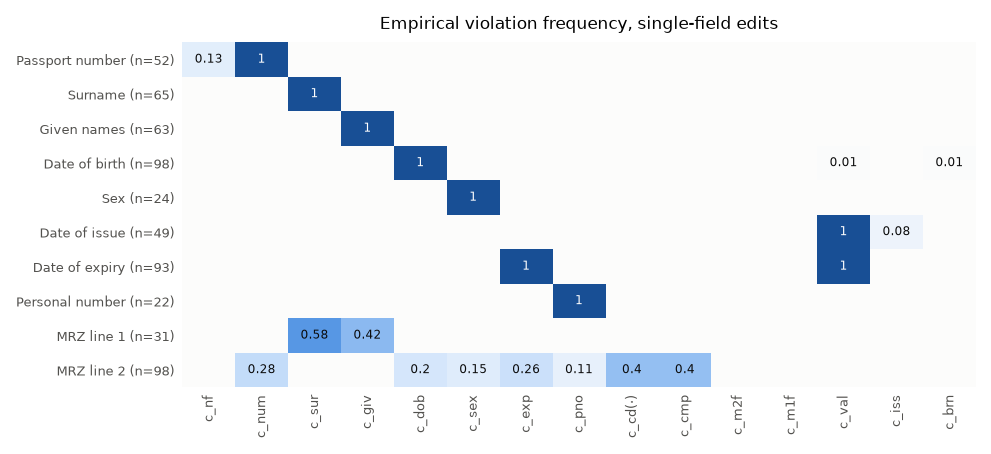 Empirical violation frequency, single-field edits
Passport number (n=52) 0.13 1
Surname (n=65) 1
Given names (n=63) 1
Date of birth (n=98) 1 0.01 0.01
Sex (n=24) 1
Date of issue (n=49) 1 0.08
Date of expiry (n=93) 1 1
Personal number (n=22) 1
MRZ line 1 (n=31) 0.58 0.42
MRZ line 2 (n=98) 0.28 0.2 0.15 0.26 0.11 0.4 0.4
c_nf c_num c_sur c_giv c_dob c_sex c_exp c_pno c_cd(·) c_cmp c_m2f c_m1f c_val c_iss c_brn